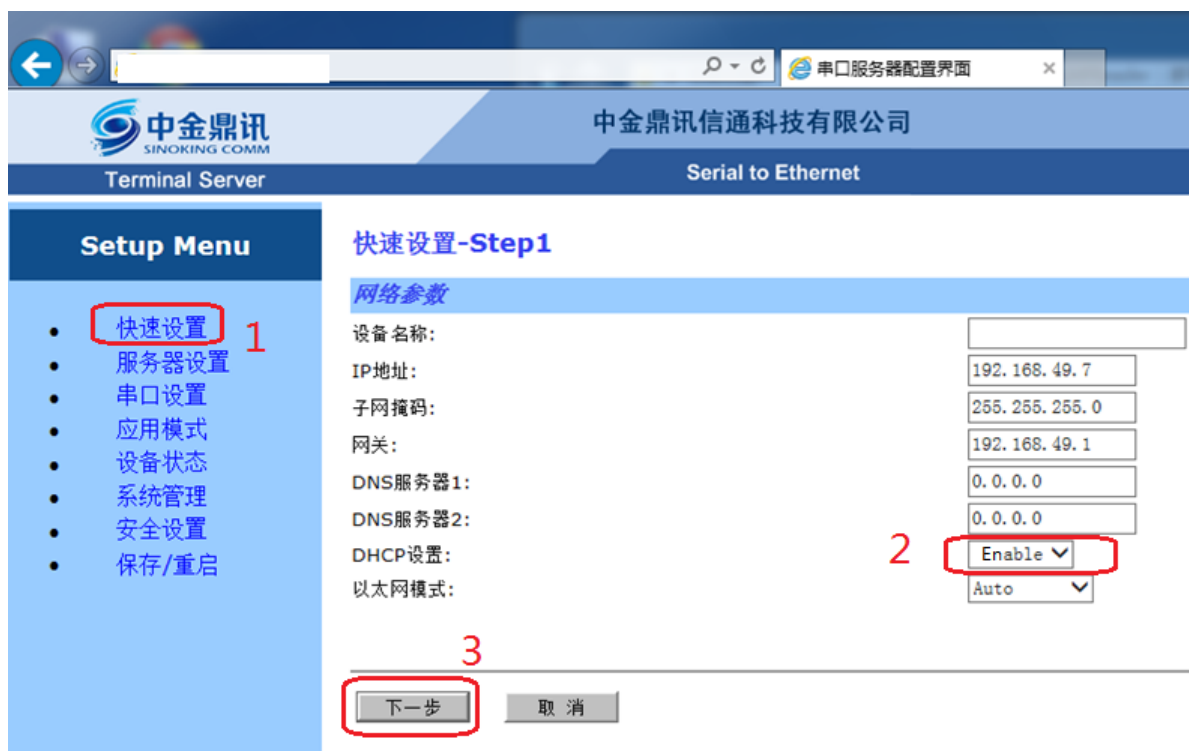 串口服务器配置界面
中金鼎讯
SINOKING COMM
中金鼎讯信通科技有限公司
Terminal Server
Serial to Ethernet
Setup Menu
快速设置 1
服务器设置
串口设置
应用模式
设备状态
系统管理
安全设置
保存/重启
快速设置-Step1
网络参数
设备名称:
IP地址: 192.168.49.7
子网掩码: 255.255.255.0
网关: 192.168.49.1
DNS服务器1: 0.0.0.0
DNS服务器2: 0.0.0.0
DHCP设置: 2 Enable
以太网模式: Auto
3
下一步 取 消